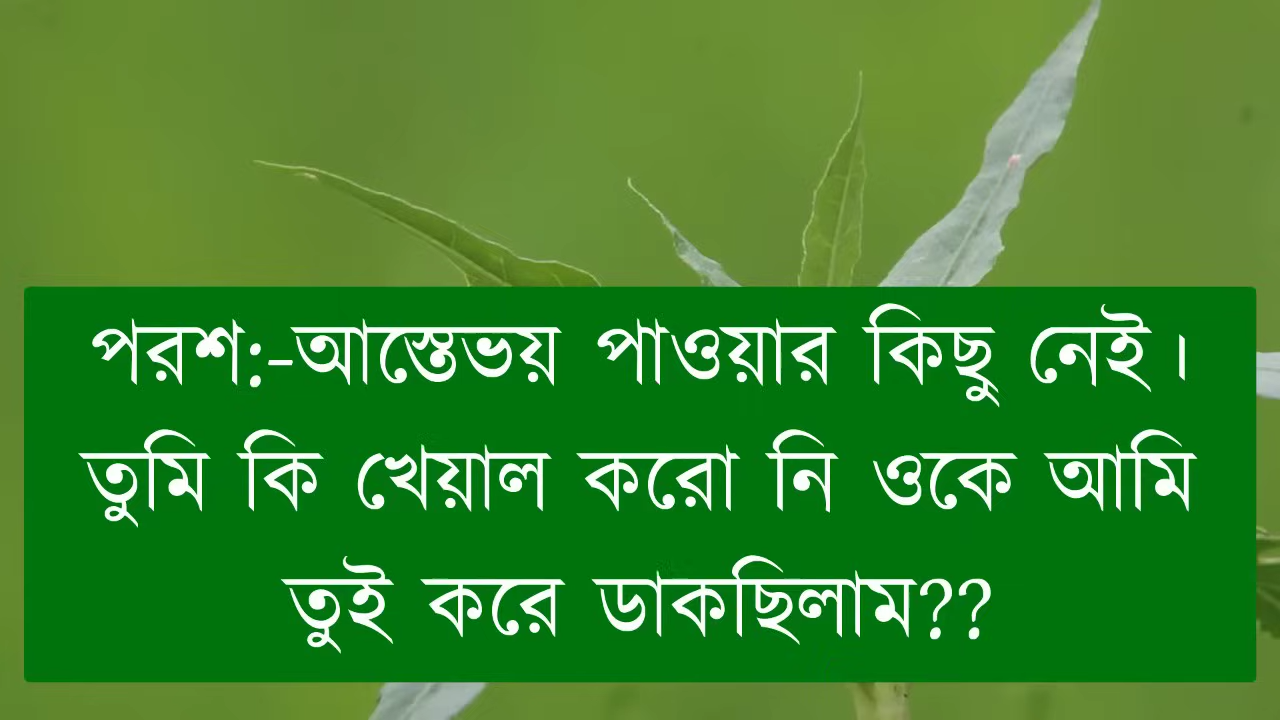 পরশ:-আস্তেভয় পাওয়ার কিছু নেই।
তুমি কি খেয়াল করো নি ওকে আমি
তুই করে ডাকছিলাম??